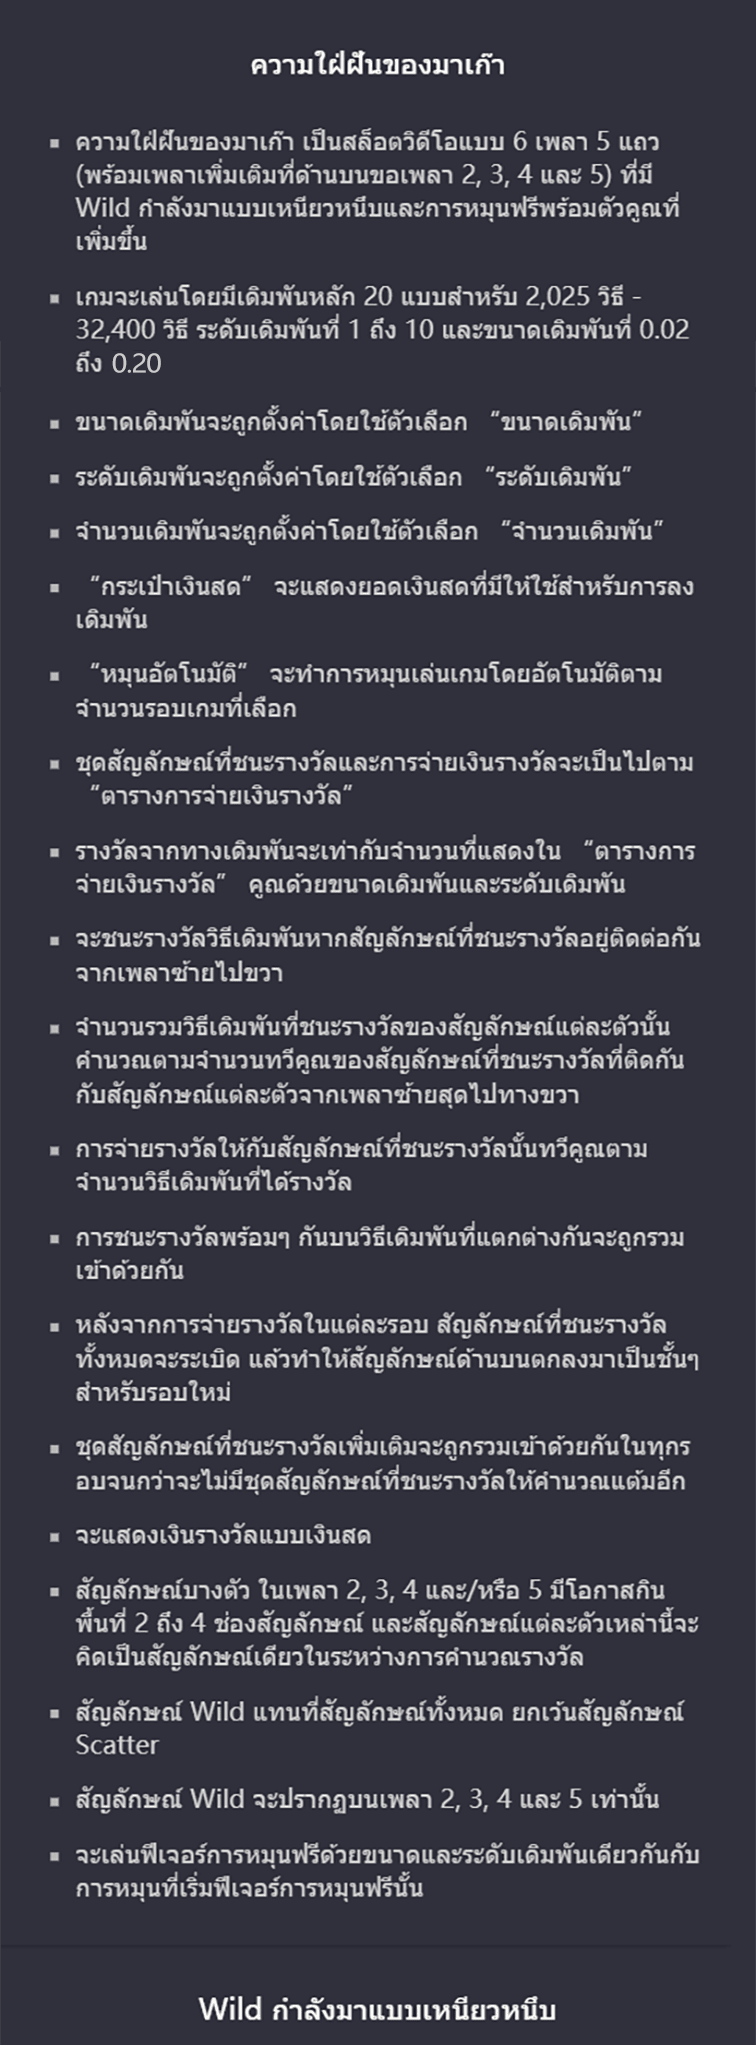 ความใฝ่ฝันของมาเก๊า
▪ ความใฝ่ฝันของมาเก๊า เป็นสล็อตวิดีโอแบบ 6 เพลา 5 แถว
(พร้อมเพลาเพิ่มเติมที่ด้านบนขอเพลา 2, 3, 4 และ 5) ที่มี
Wild กำลังมาแบบเหนียวหนึบและการหมุนฟรีพร้อมตัวคูณที่
เพิ่มขึ้น
▪ เกมจะเล่นโดยมีเดิมพันหลัก 20 แบบสำหรับ 2,025 วิธี -
32,400 วิธี ระดับเดิมพันที่ 1 ถึง 10 และขนาดเดิมพันที่ 0.02
ถึง 0.20
▪ ขนาดเดิมพันจะถูกตั้งค่าโดยใช้ตัวเลือก “ขนาดเดิมพัน”
▪ ระดับเดิมพันจะถูกตั้งค่าโดยใช้ตัวเลือก “ระดับเดิมพัน”
▪ จำนวนเดิมพันจะถูกตั้งค่าโดยใช้ตัวเลือก “จำนวนเดิมพัน”
▪ “กระเป๋าเงินสด” จะแสดงยอดเงินสดที่มีให้ใช้สำหรับการลง
เดิมพัน
▪ “หมุนอัตโนมัติ” จะทำการหมุนเล่นเกมโดยอัตโนมัติตาม
จำนวนรอบเกมที่เลือก
▪ ชุดสัญลักษณ์ที่ชนะรางวัลและการจ่ายเงินรางวัลจะเป็นไปตาม
“ตารางการจ่ายเงินรางวัล”
▪ รางวัลจากทางเดิมพันจะเท่ากับจำนวนที่แสดงใน “ตารางการ
จ่ายเงินรางวัล” คูณด้วยขนาดเดิมพันและระดับเดิมพัน
▪ จะชนะรางวัลวิธีเดิมพันหากสัญลักษณ์ที่ชนะรางวัลอยู่ติดต่อกัน
จากเพลาซ้ายไปขวา
▪ จำนวนรวมวิธีเดิมพันที่ชนะรางวัลของสัญลักษณ์แต่ละตัวนั้น
คำนวณตามจำนวนทวีคูณของสัญลักษณ์ที่ชนะรางวัลที่ติดกัน
กับสัญลักษณ์แต่ละตัวจากเพลาซ้ายสุดไปทางขวา
▪ การจ่ายรางวัลให้กับสัญลักษณ์ที่ชนะรางวัลนั้นทวีคูณตาม
จำนวนวิธีเดิมพันที่ได้รางวัล
▪ การชนะรางวัลพร้อมๆ กันบนวิธีเดิมพันที่แตกต่างกันจะถูกรวม
เข้าด้วยกัน
▪ หลังจากการจ่ายรางวัลในแต่ละรอบ สัญลักษณ์ที่ชนะรางวัล
ทั้งหมดจะระเบิด แล้วทำให้สัญลักษณ์ด้านบนตกลงมาเป็นชั้นๆ
สำหรับรอบใหม่
▪ ชุดสัญลักษณ์ที่ชนะรางวัลเพิ่มเติมจะถูกรวมเข้าด้วยกันในทุกร
อบจนกว่าจะไม่มีชุดสัญลักษณ์ที่ชนะรางวัลให้คำนวณแต้มอีก
▪ จะแสดงเงินรางวัลแบบเงินสด
▪ สัญลักษณ์บางตัว ในเพลา 2, 3, 4 และ/หรือ 5 มีโอกาสกิน
พื้นที่ 2 ถึง 4 ช่องสัญลักษณ์ และสัญลักษณ์แต่ละตัวเหล่านี้จะ
คิดเป็นสัญลักษณ์เดียวในระหว่างการคำนวณรางวัล
▪ สัญลักษณ์ Wild แทนที่สัญลักษณ์ทั้งหมด ยกเว้นสัญลักษณ์
Scatter
▪ สัญลักษณ์ Wild จะปรากฏบนเพลา 2, 3, 4 และ 5 เท่านั้น
▪ จะเล่นฟีเจอร์การหมุนฟรีด้วยขนาดและระดับเดิมพันเดียวกันกับ
การหมุนที่เริ่มฟีเจอร์การหมุนฟรีนั้น
Wild กำลังมาแบบเหนียวหนึบ